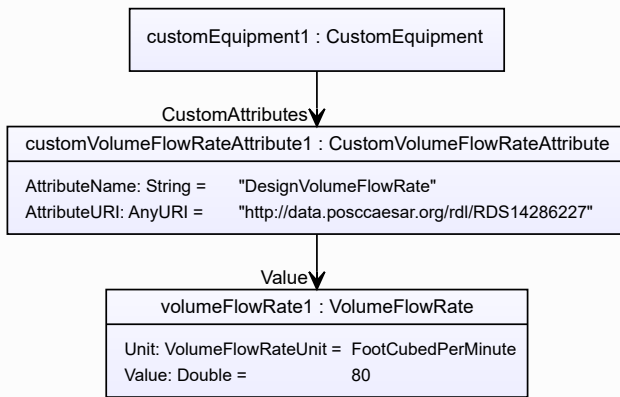 customEquipment1 : CustomEquipment
CustomAttributes
customVolumeFlowRateAttribute1 : CustomVolumeFlowRateAttribute
AttributeName: String = "DesignVolumeFlowRate"
AttributeURI: AnyURI = "http://data.posccaesar.org/rdl/RDS14286227"
Value
volumeFlowRate1 : VolumeFlowRate
Unit: VolumeFlowRateUnit = FootCubedPerMinute
Value: Double = 80